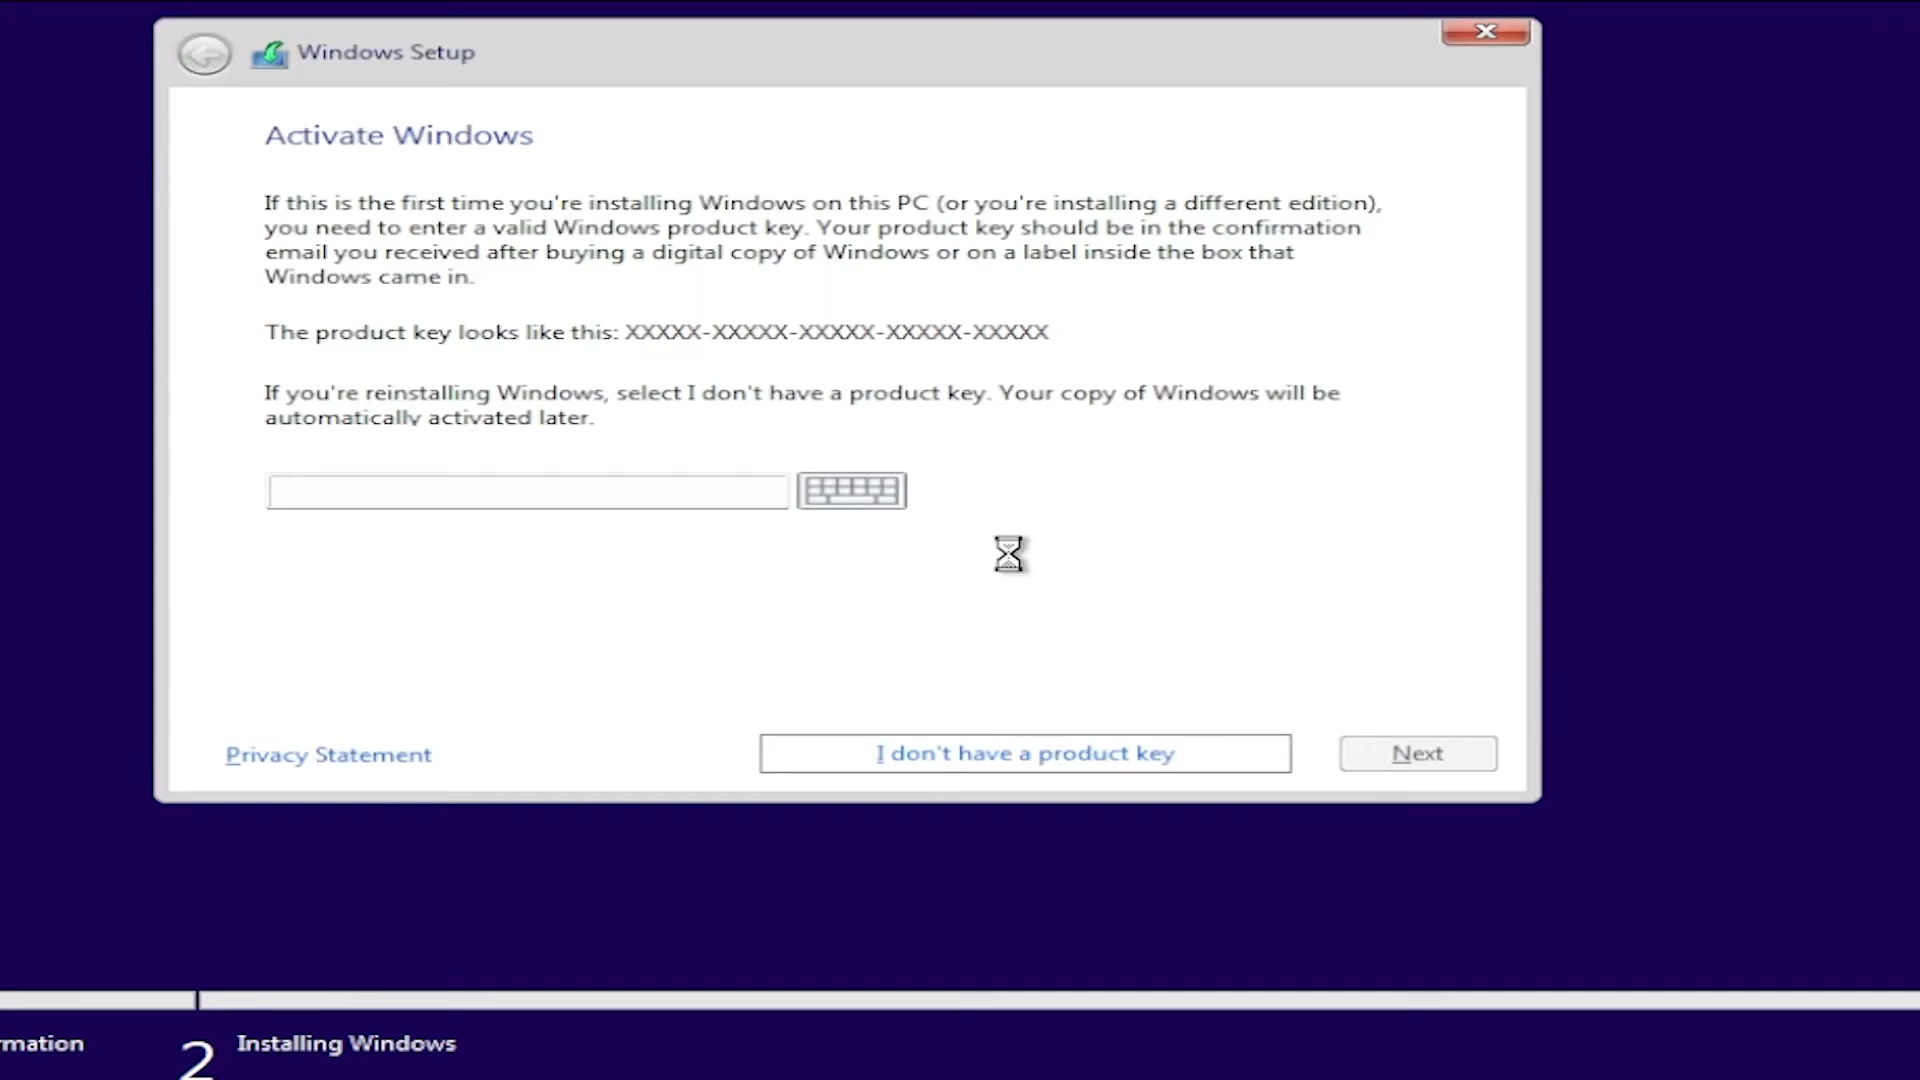 Windows Setup
Activate Windows
If this is the first time you're installing Windows on this PC (or you're installing a different edition),
you need to enter a valid Windows product key. Your product key should be in the confirmation
email you received after buying a digital copy of Windows or on a label inside the box that
Windows came in.
The product key looks like this: XXXXX-XXXXX-XXXXX-XXXXX-XXXXX
If you're reinstalling Windows, select I don't have a product key. Your copy of Windows will be
automatically activated later.
Privacy Statement
I don't have a product key
Next
rmation
2 Installing Windows